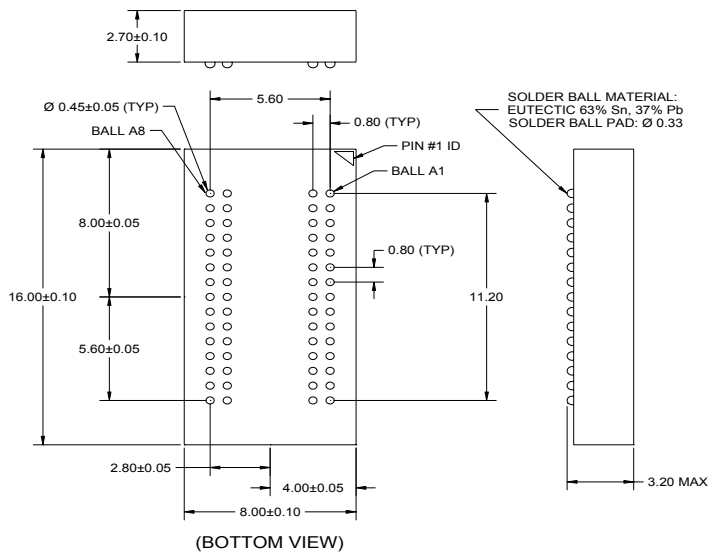 2.70±0.10
5.60
Ø 0.45±0.05 (TYP)
0.80 (TYP)
BALL A8
PIN #1 ID
BALL A1
SOLDER BALL MATERIAL:
EUTECTIC 63% Sn, 37% Pb
SOLDER BALL PAD: Ø 0.33
8.00±0.05
0.80 (TYP)
16.00±0.10
11.20
5.60±0.05
2.80±0.05
4.00±0.05
8.00±0.10
3.20 MAX
(BOTTOM VIEW)